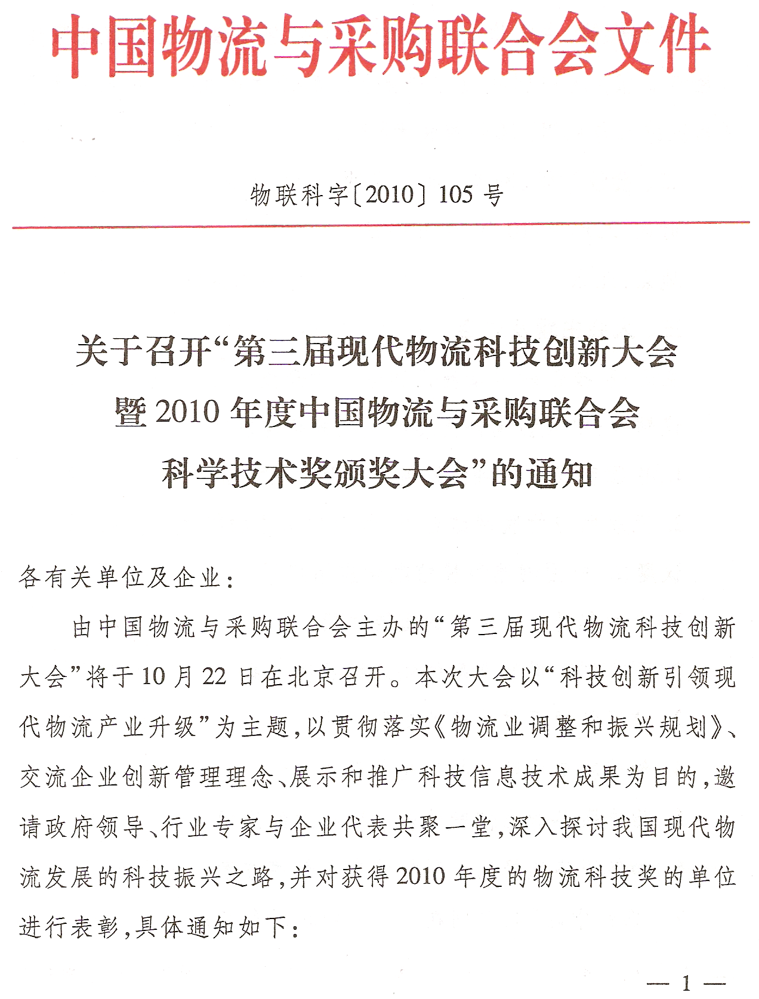 中国物流与采购联合会文件
物联科字〔2010〕105 号
关于召开“第三届现代物流科技创新大会
暨 2010 年度中国物流与采购联合会
科学技术奖颁奖大会”的通知
各有关单位及企业:
由中国物流与采购联合会主办的“第三届现代物流科技创新
大会”将于 10 月 22 日在北京召开。本次大会以“科技创新引领现
代物流产业升级”为主题,以贯彻落实《物流业调整和振兴规划》、
交流企业创新管理理念、展示和推广科技信息技术成果为目的,邀
请政府领导、行业专家与企业代表共聚一堂,深入探讨我国现代物
流发展的科技振兴之路,并对获得 2010 年度的物流科技奖的单位
进行表彰,具体通知如下:
— 1 —